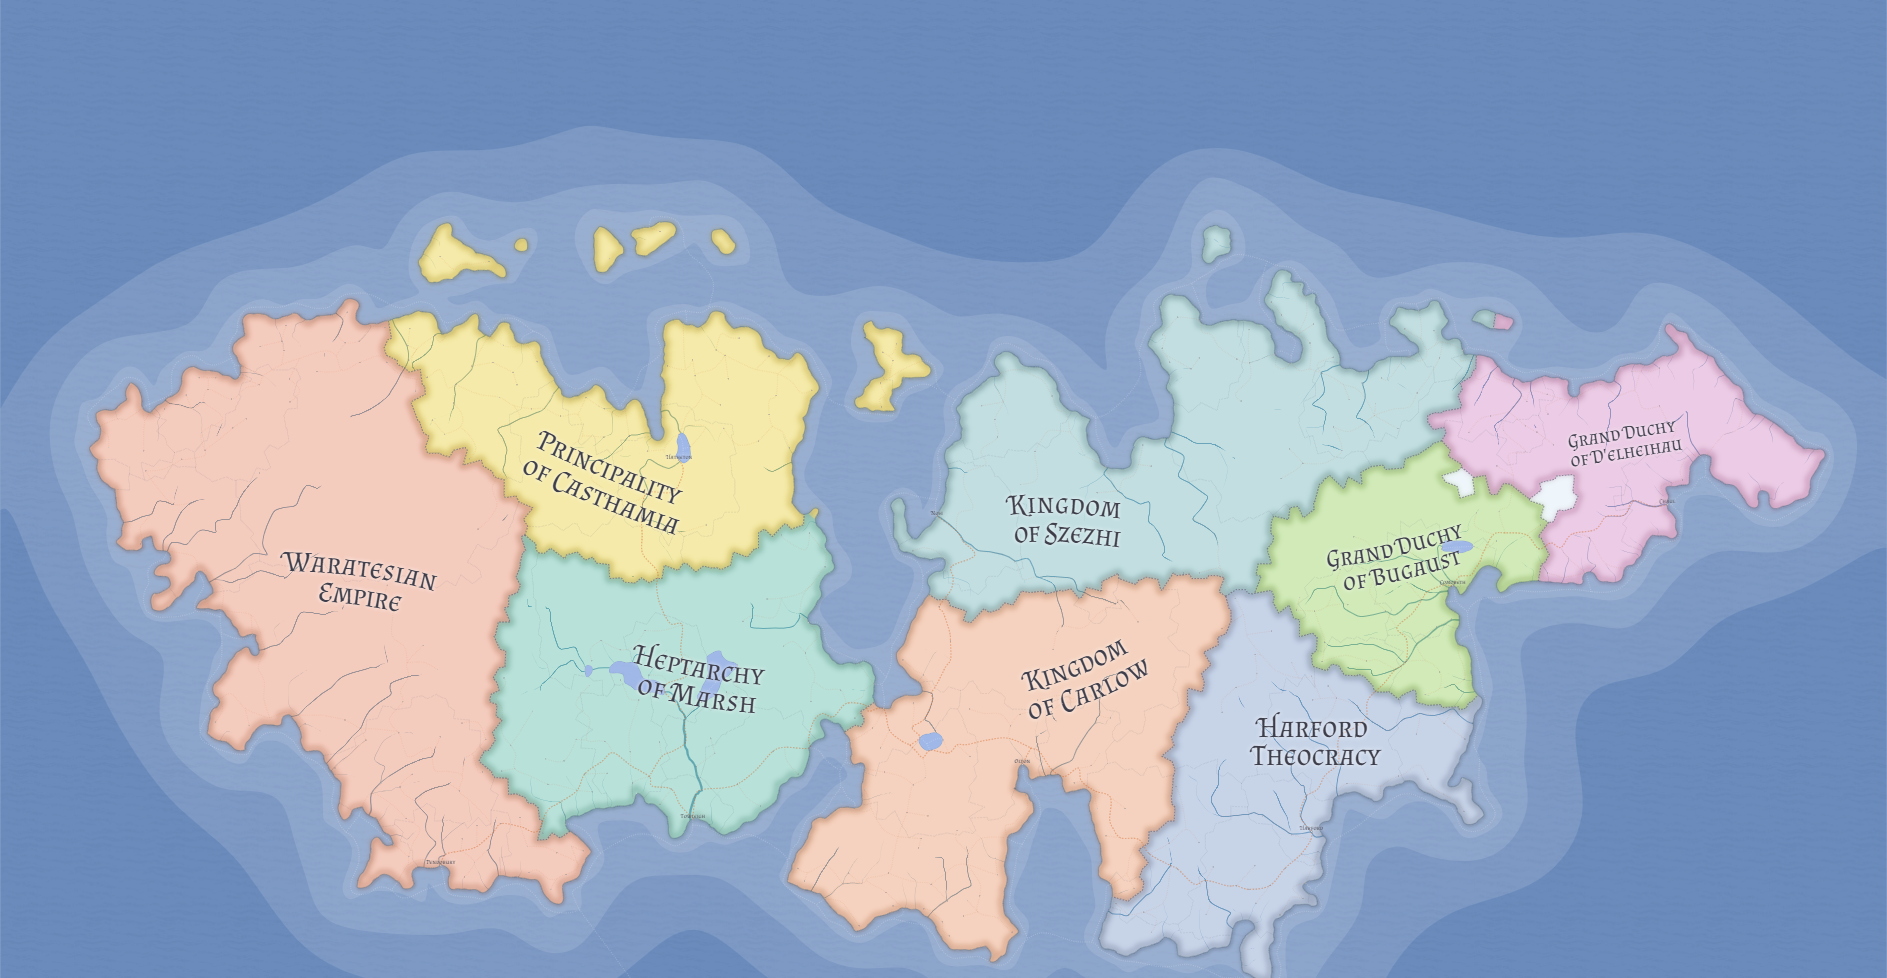 Principality
of Casthamia
Waratesian
Empire
Heptarchy
of Marsh
Kingdom
of Szezhi
Kingdom
of Carlow
Grand Duchy
of Bugaust
Grand Duchy
of D'elheihau
Harford
Theocracy